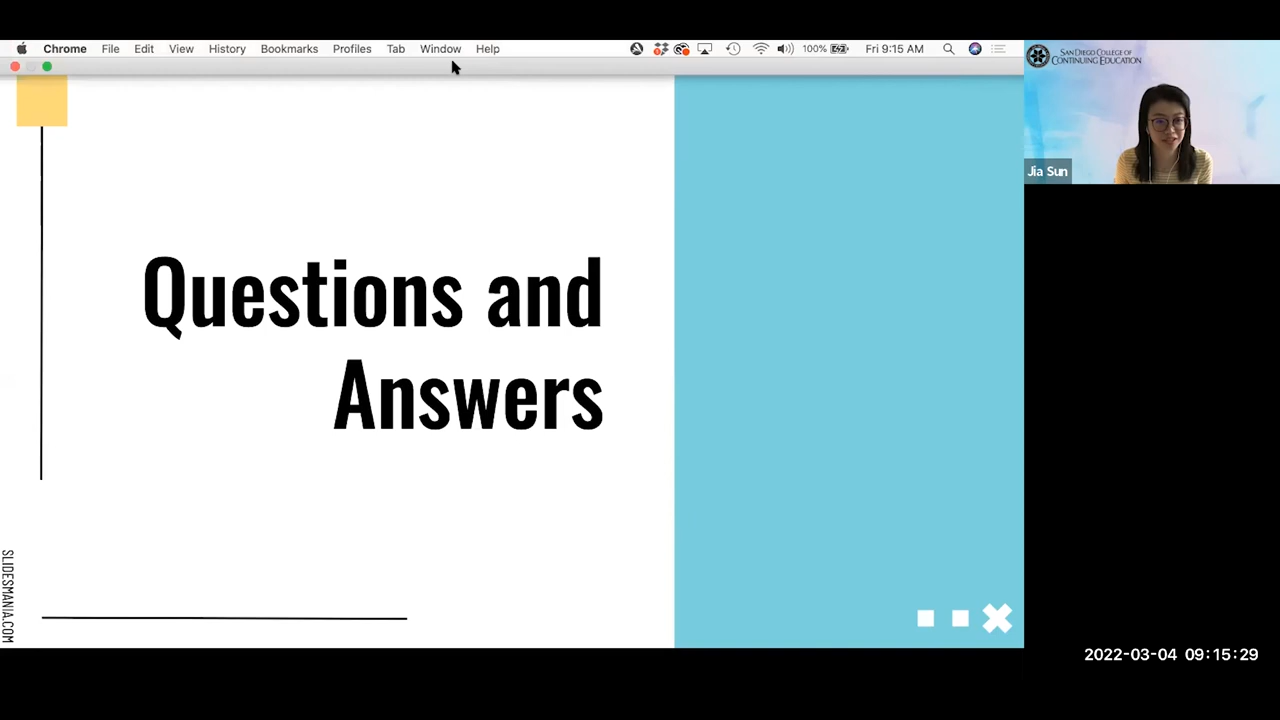 Chrome File Edit View History Bookmarks Profiles Tab Window Help 100% Fri 9:15 AM
SAN DIEGO COLLEGE OF
CONTINUING EDUCATION
Jia Sun
Questions and
Answers
SLIDESMANIA.COM
2022-03-04 09:15:29